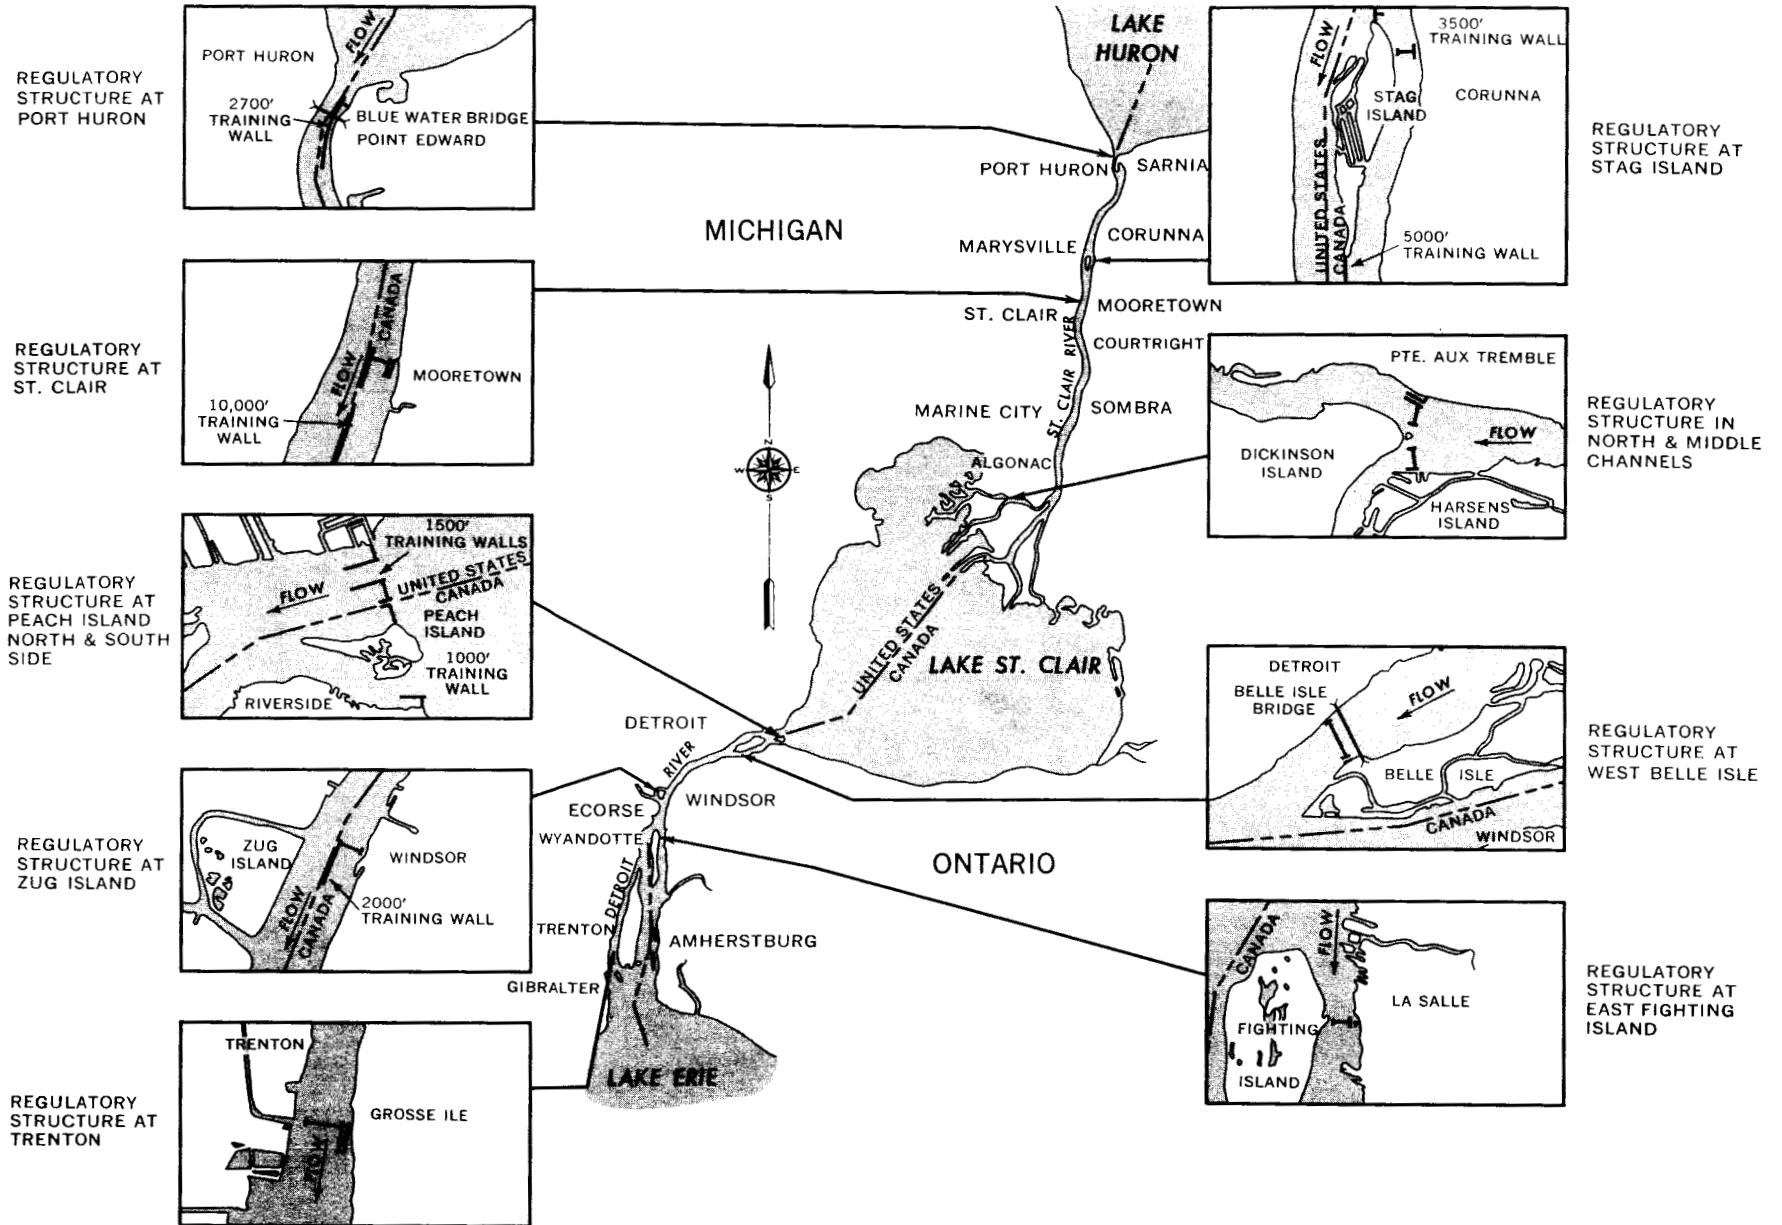 REGULATORY
STRUCTURE AT
PORT HURON
PORT HURON
FLOW
2700'
TRAINING
WALL
BLUE WATER BRIDGE
POINT EDWARD
REGULATORY
STRUCTURE AT
ST. CLAIR
CANADA
FLOW
MOORETOWN
10,000'
TRAINING
WALL
REGULATORY
STRUCTURE AT
PEACH ISLAND
NORTH & SOUTH
SIDE
1500'
TRAINING WALLS
FLOW
UNITED STATES
CANADA
PEACH
ISLAND
1000'
TRAINING
WALL
RIVERSIDE
REGULATORY
STRUCTURE AT
ZUG ISLAND
ZUG
ISLAND
WINDSOR
FLOW
CANADA
2000'
TRAINING WALL
REGULATORY
STRUCTURE AT
TRENTON
TRENTON
GROSSE ILE
FLOW
LAKE
HURON
PORT HURON
SARNIA
MICHIGAN
MARYSVILLE
CORUNNA
ST. CLAIR
MOORETOWN
ST. CLAIR RIVER
COURTRIGHT
MARINE CITY
SOMBRA
ALGONAC
N
W
E
S
UNITED STATES
CANADA
LAKE ST. CLAIR
DETROIT
RIVER
ECORSE
WINDSOR
WYANDOTTE
DETROIT
ONTARIO
TRENTON
AMHERSTBURG
GIBRALTER
LAKE ERIE
3500'
TRAINING WALL
FLOW
STAG
ISLAND
CORUNNA
UNITED STATES
CANADA
5000'
TRAINING WALL
REGULATORY
STRUCTURE AT
STAG ISLAND
PTE. AUX TREMBLE
FLOW
DICKINSON
ISLAND
HARSENS
ISLAND
REGULATORY
STRUCTURE IN
NORTH & MIDDLE
CHANNELS
DETROIT
BELLE ISLE
BRIDGE
FLOW
BELLE ISLE
CANADA
WINDSOR
REGULATORY
STRUCTURE AT
WEST BELLE ISLE
CANADA
FLOW
LA SALLE
FIGHTING
ISLAND
REGULATORY
STRUCTURE AT
EAST FIGHTING
ISLAND